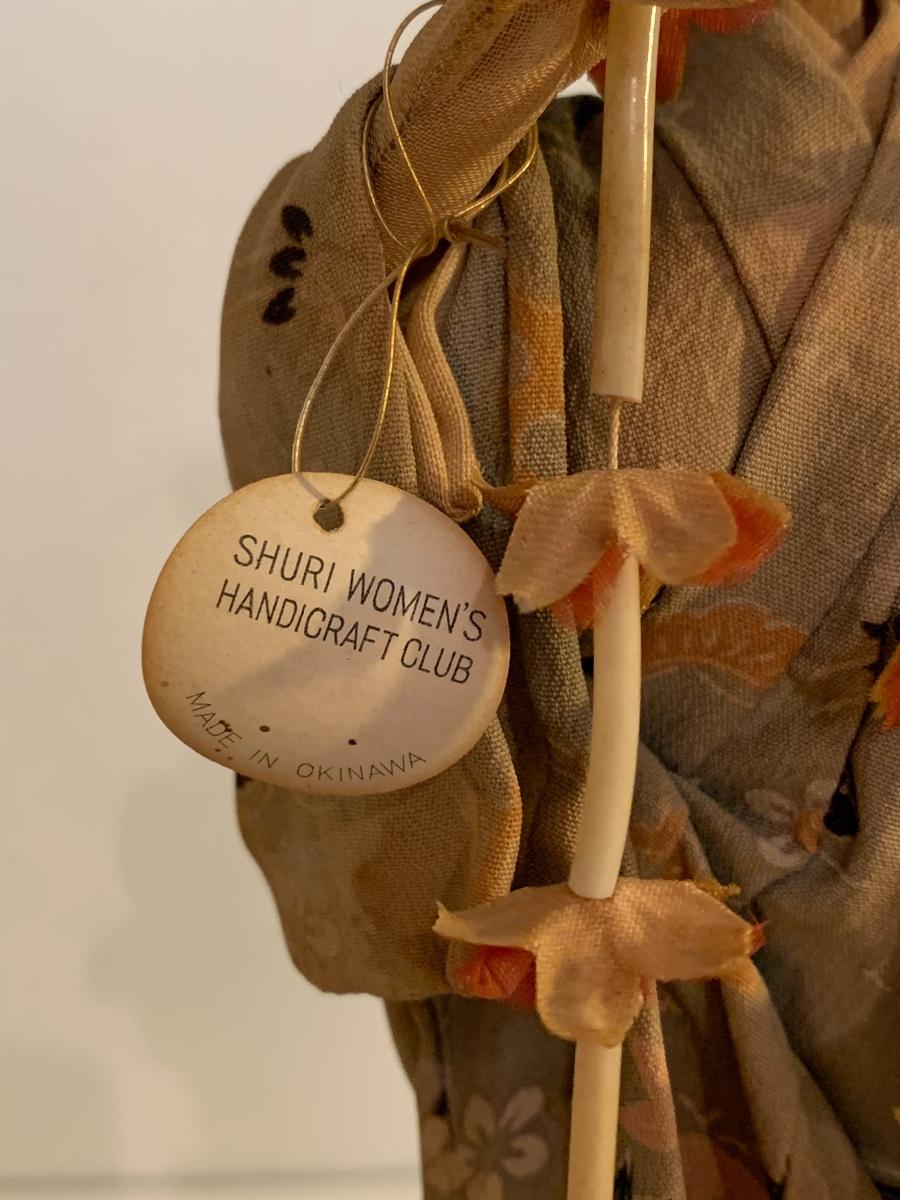 SHURI WOMEN'S
HANDICRAFT CLUB
MADE IN OKINAWA